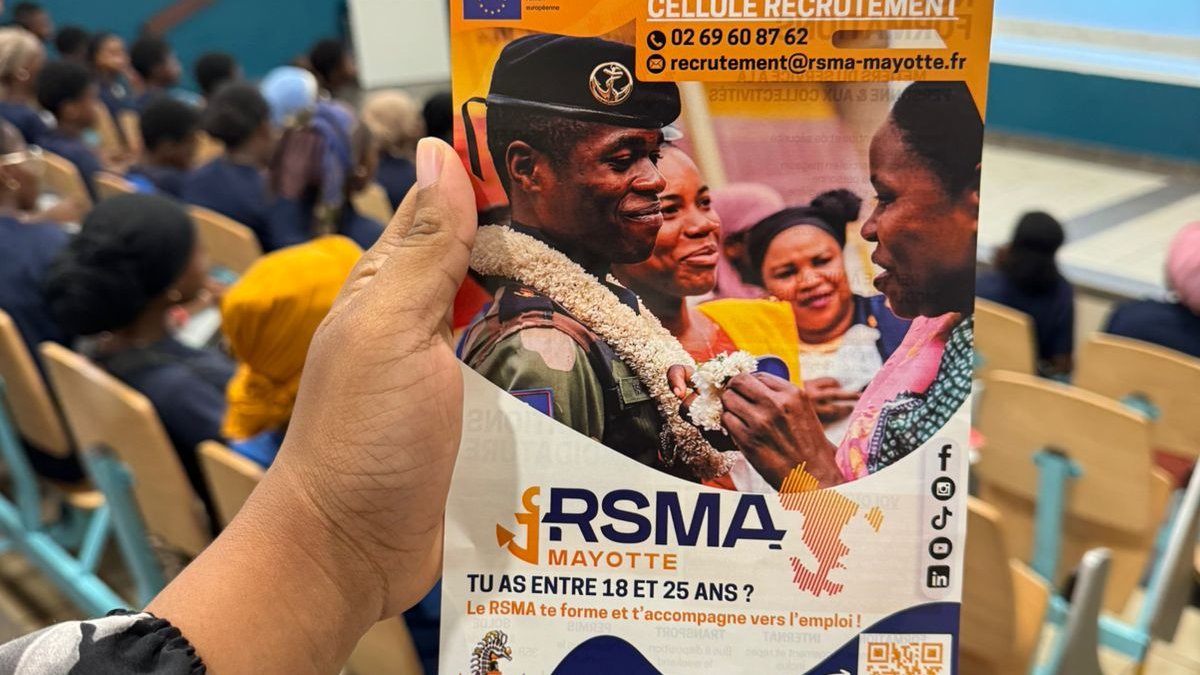 européenne
CELLULE RECRUTEMENT
02 69 60 87 62
recrutement@rsma-mayotte.fr
RSMA
MAYOTTE
TU AS ENTRE 18 ET 25 ANS ?
Le RSMA te forme et t'accompagne vers l'emploi !